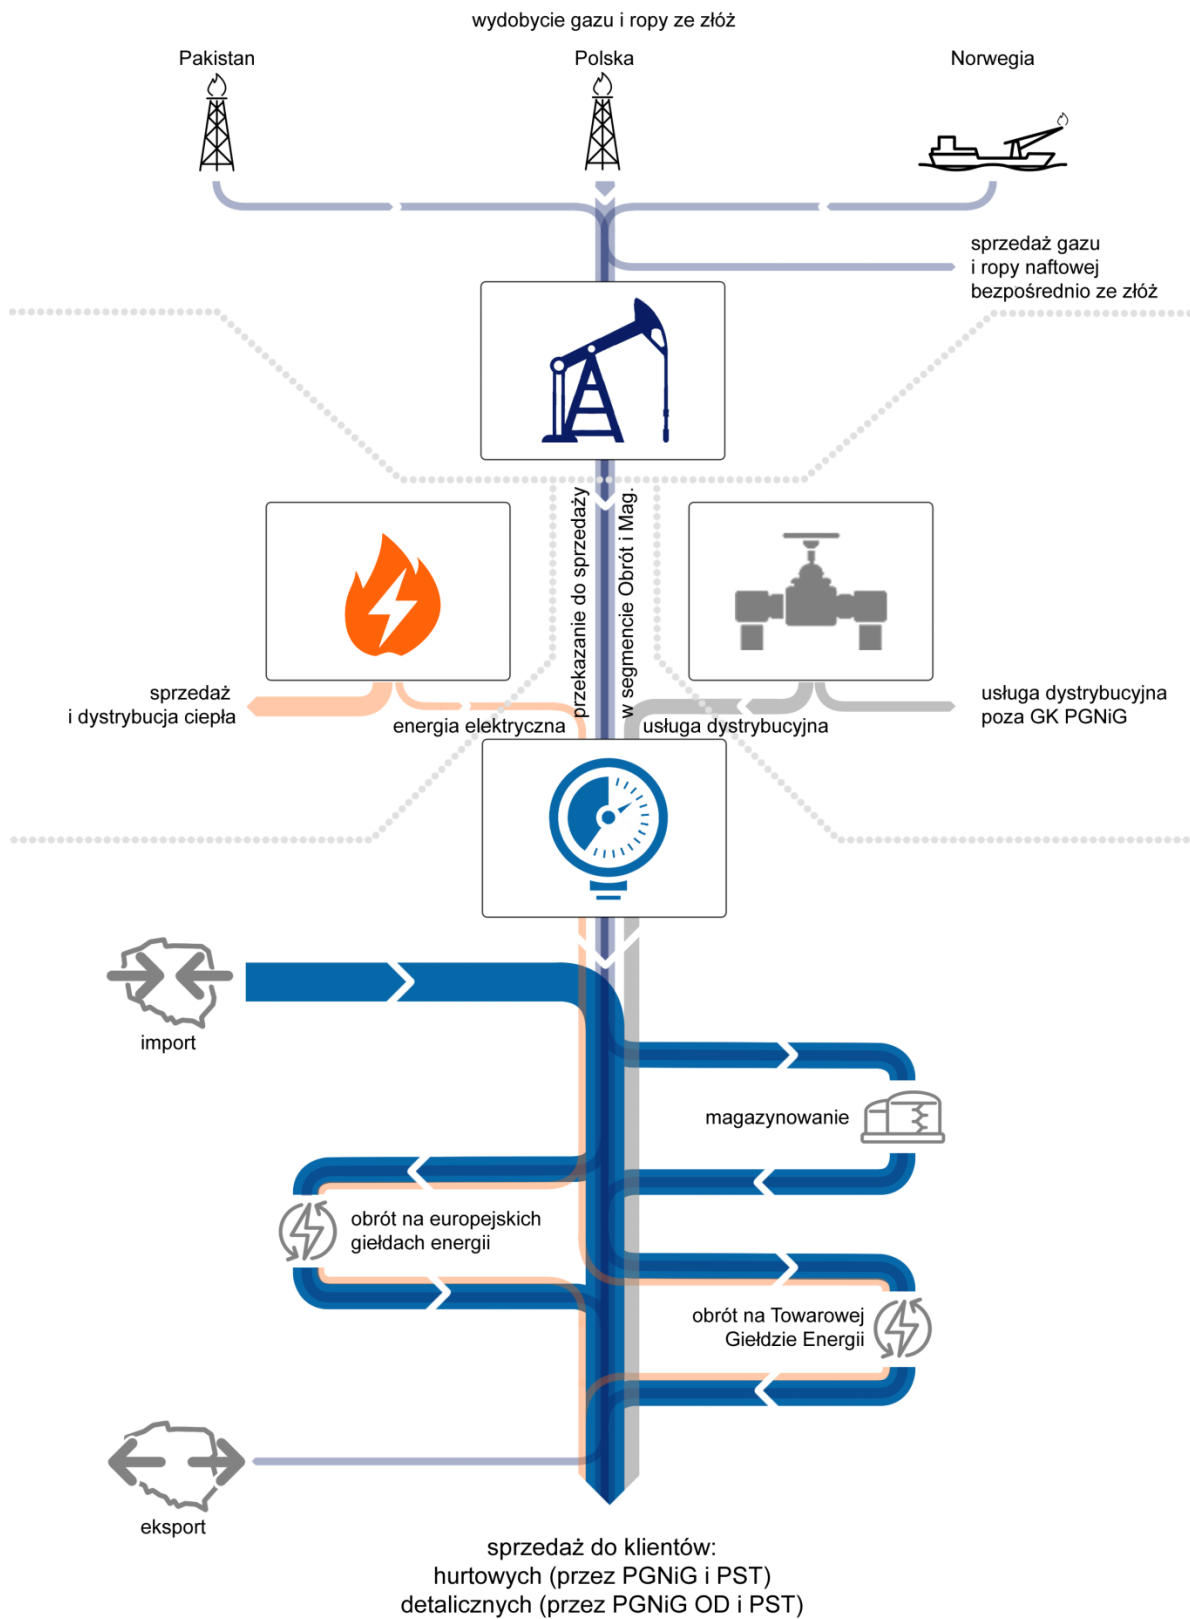 wydobycie gazu i ropy ze złóż
Pakistan
Polska
Norwegia
sprzedaż gazu
i ropy naftowej
bezpośrednio ze złóż
przekazanie do sprzedaży
w segmencie Obrót i Mag.
sprzedaż
i dystrybucja ciepła
energia elektryczna
usługa dystrybucyjna
usługa dystrybucyjna
poza GK PGNiG
import
magazynowanie
obrót na europejskich
giełdach energii
obrót na Towarowej
Giełdzie Energii
eksport
sprzedaż do klientów:
hurtowych (przez PGNiG i PST)
detalicznych (przez PGNiG OD i PST)